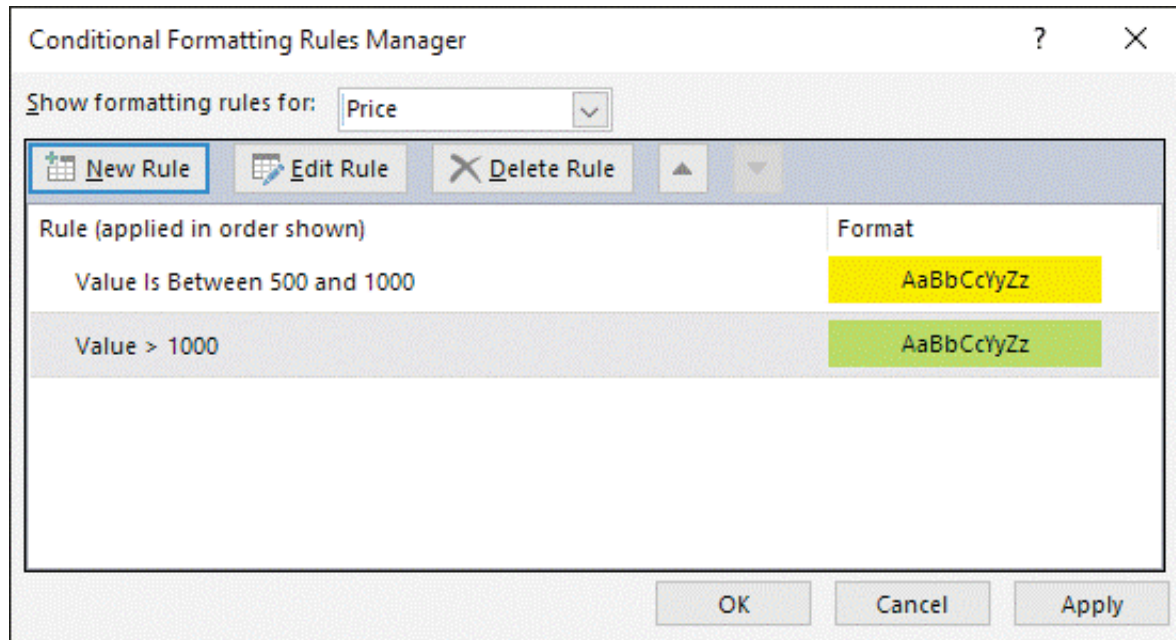 Conditional Formatting Rules Manager ?
Show formatting rules for: Price
New Rule Edit Rule Delete Rule
Rule (applied in order shown) Format
Value Is Between 500 and 1000 AaBbCcYyZz
Value > 1000 AaBbCcYyZz
OK Cancel Apply